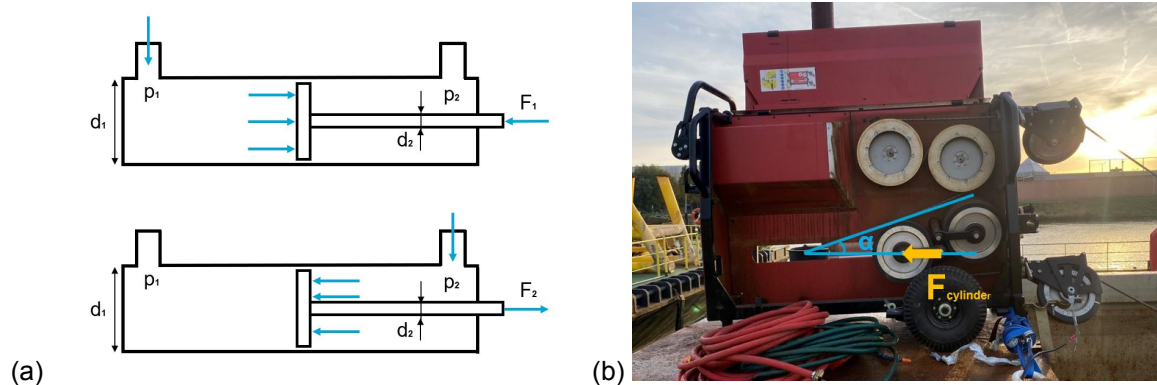 p₁
p₂
F₁
d₁
d₂
p₁
p₂
F₂
d₁
d₂
(a)
α
F cylinder
(b)